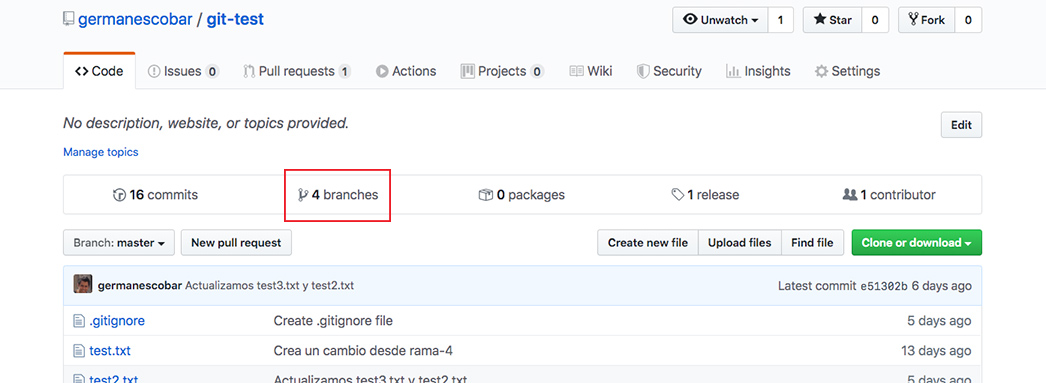 germanescobar / git-test
Unwatch 1 Star 0 Fork 0
Code Issues 0 Pull requests 1 Actions Projects 0 Wiki Security Insights Settings
No description, website, or topics provided. Edit
Manage topics
16 commits 4 branches 0 packages 1 release 1 contributor
Branch: master New pull request Create new file Upload files Find file Clone or download
germanescobar Actualizamos test3.txt y test2.txt Latest commit e51302b 6 days ago
.gitignore Create .gitignore file 5 days ago
test.txt Crea un cambio desde rama-4 13 days ago
test2.txt Actualizamos test3.txt y test2.txt 5 days ago